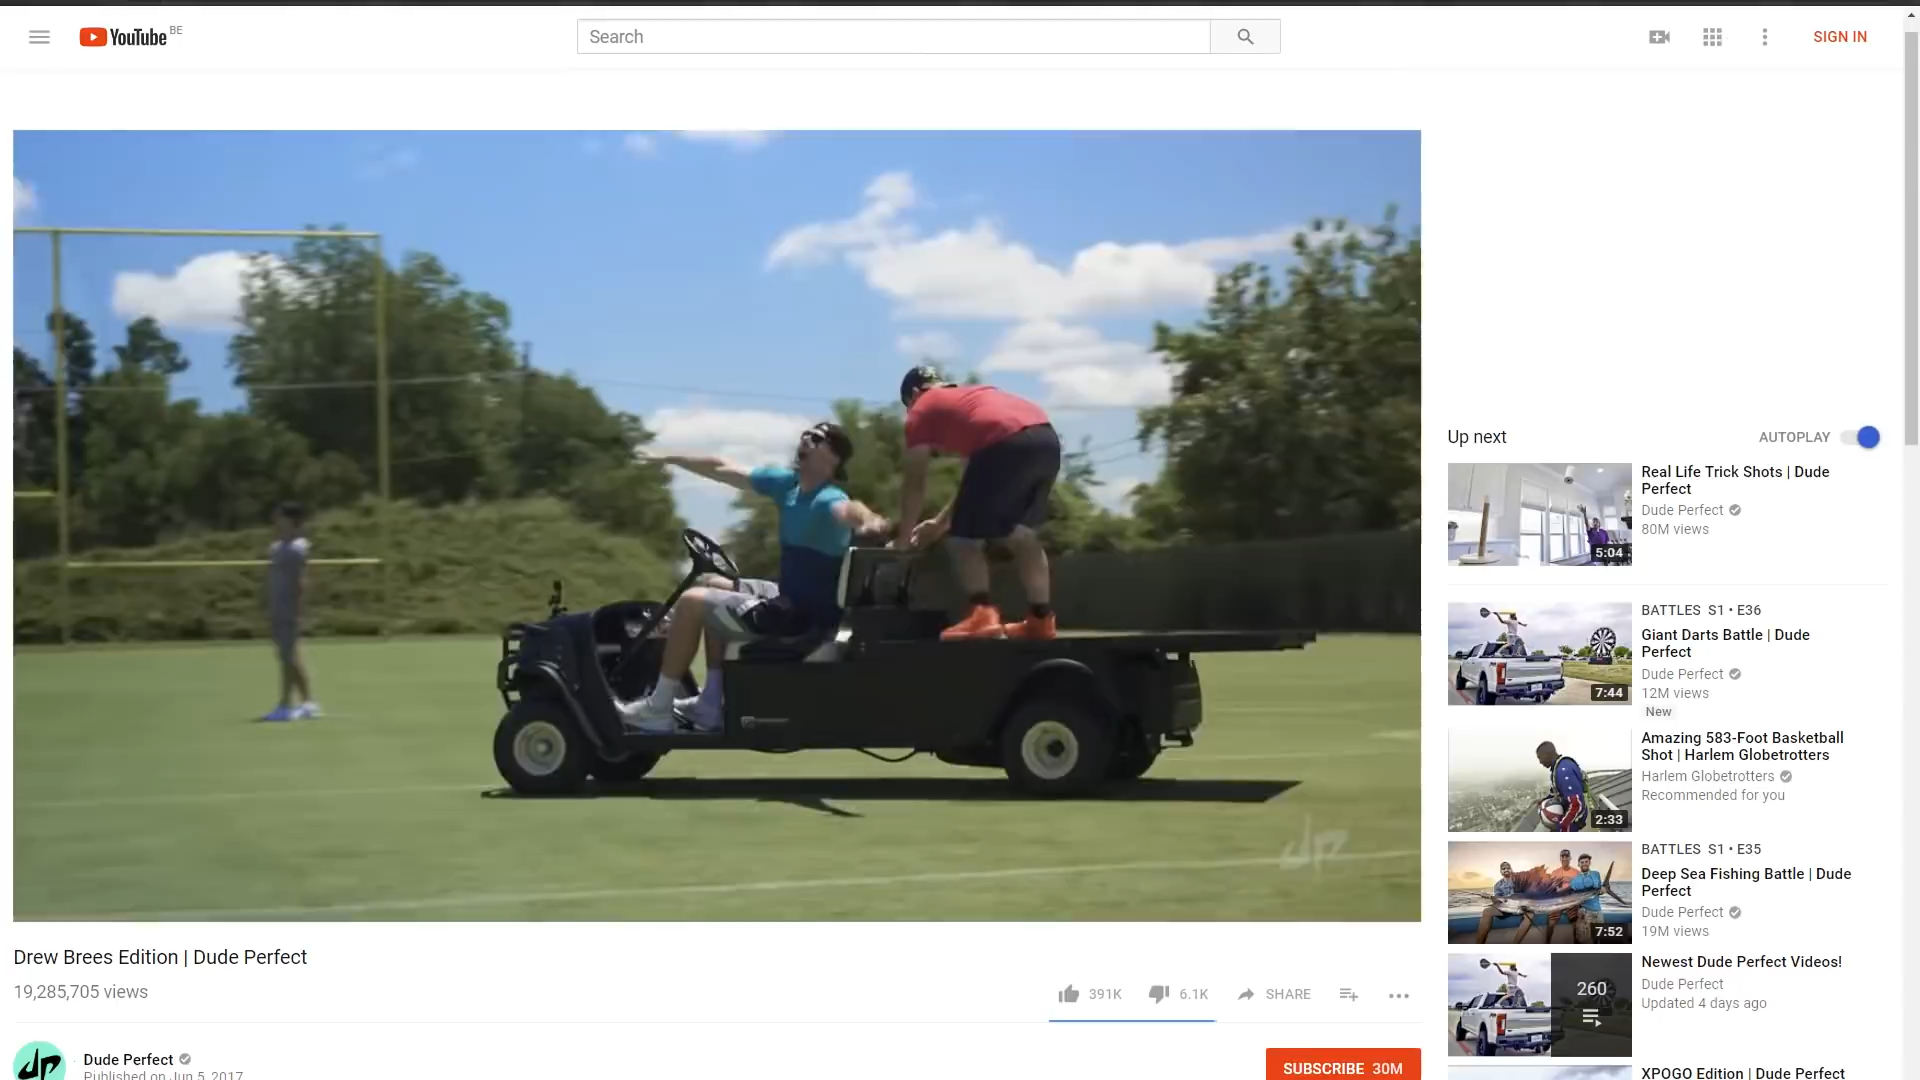 YouTube BE
Search
SIGN IN
dp
Up next
AUTOPLAY
Real Life Trick Shots | Dude
Perfect
Dude Perfect
80M views
5:04
BATTLES S1 • E36
Giant Darts Battle | Dude
Perfect
Dude Perfect
12M views
New
7:44
Amazing 583-Foot Basketball
Shot | Harlem Globetrotters
Harlem Globetrotters
Recommended for you
2:33
BATTLES S1 • E35
Deep Sea Fishing Battle | Dude
Perfect
Dude Perfect
19M views
7:52
Newest Dude Perfect Videos!
Dude Perfect
Updated 4 days ago
260
XPOGO Edition | Dude Perfect
Drew Brees Edition | Dude Perfect
19,285,705 views
391K
6.1K
SHARE
dp
Dude Perfect
Published on Jun 5, 2017
SUBSCRIBE 30M